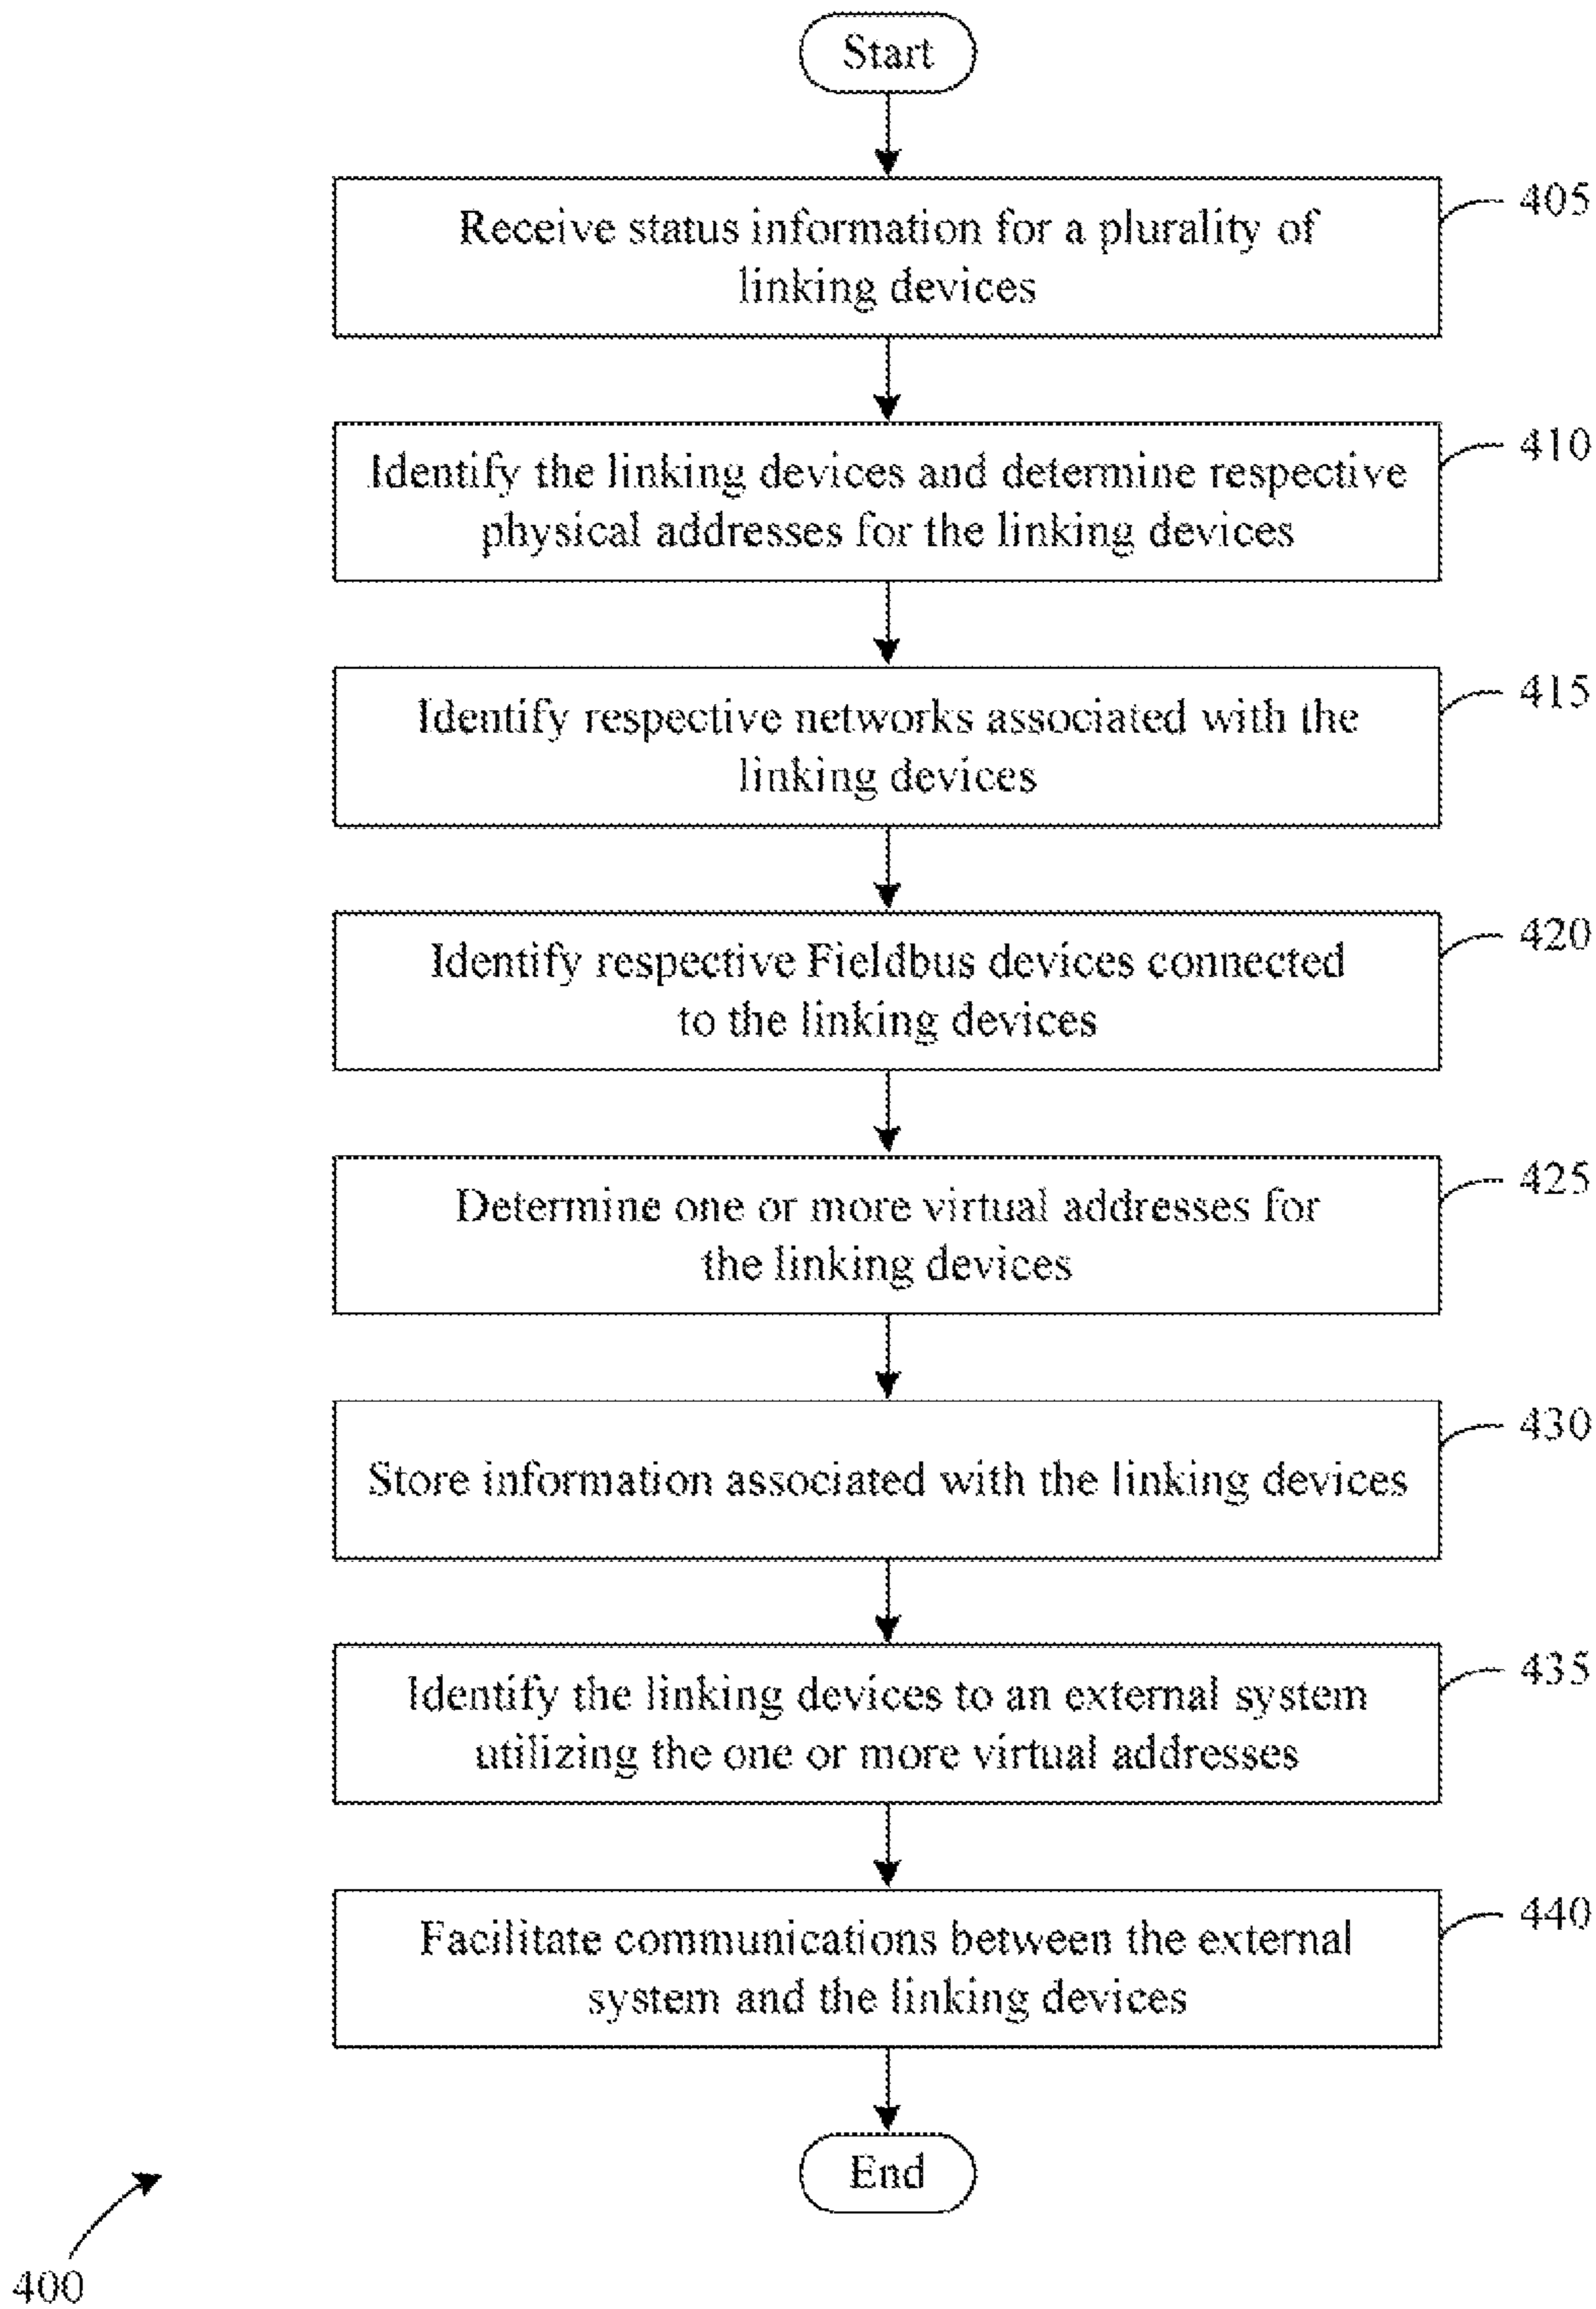 Start
Receive status information for a plurality of
linking devices
405
Identify the linking devices and determine respective
physical addresses for the linking devices
410
Identify respective networks associated with the
linking devices
415
Identify respective Fieldbus devices connected
to the linking devices
420
Determine one or more virtual addresses for
the linking devices
425
Store information associated with the linking devices
430
Identify the linking devices to an external system
utilizing the one or more virtual addresses
435
Facilitate communications between the external
system and the linking devices
440
End
400